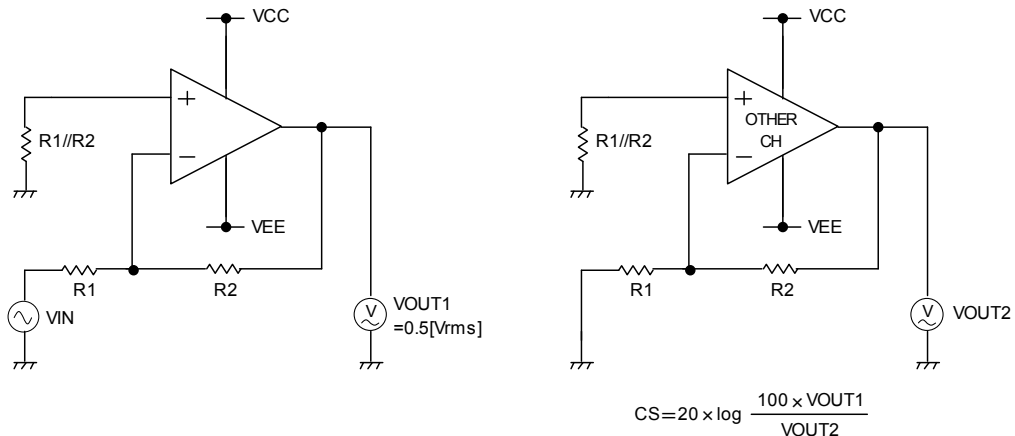 VCC
+
R1//R2
−
VEE
R1
R2
VIN
V
VOUT1
=0.5[Vrms]
VCC
+
OTHER
CH
R1//R2
−
VEE
R1
R2
V
VOUT2
CS=20×log 100×VOUT1
VOUT2